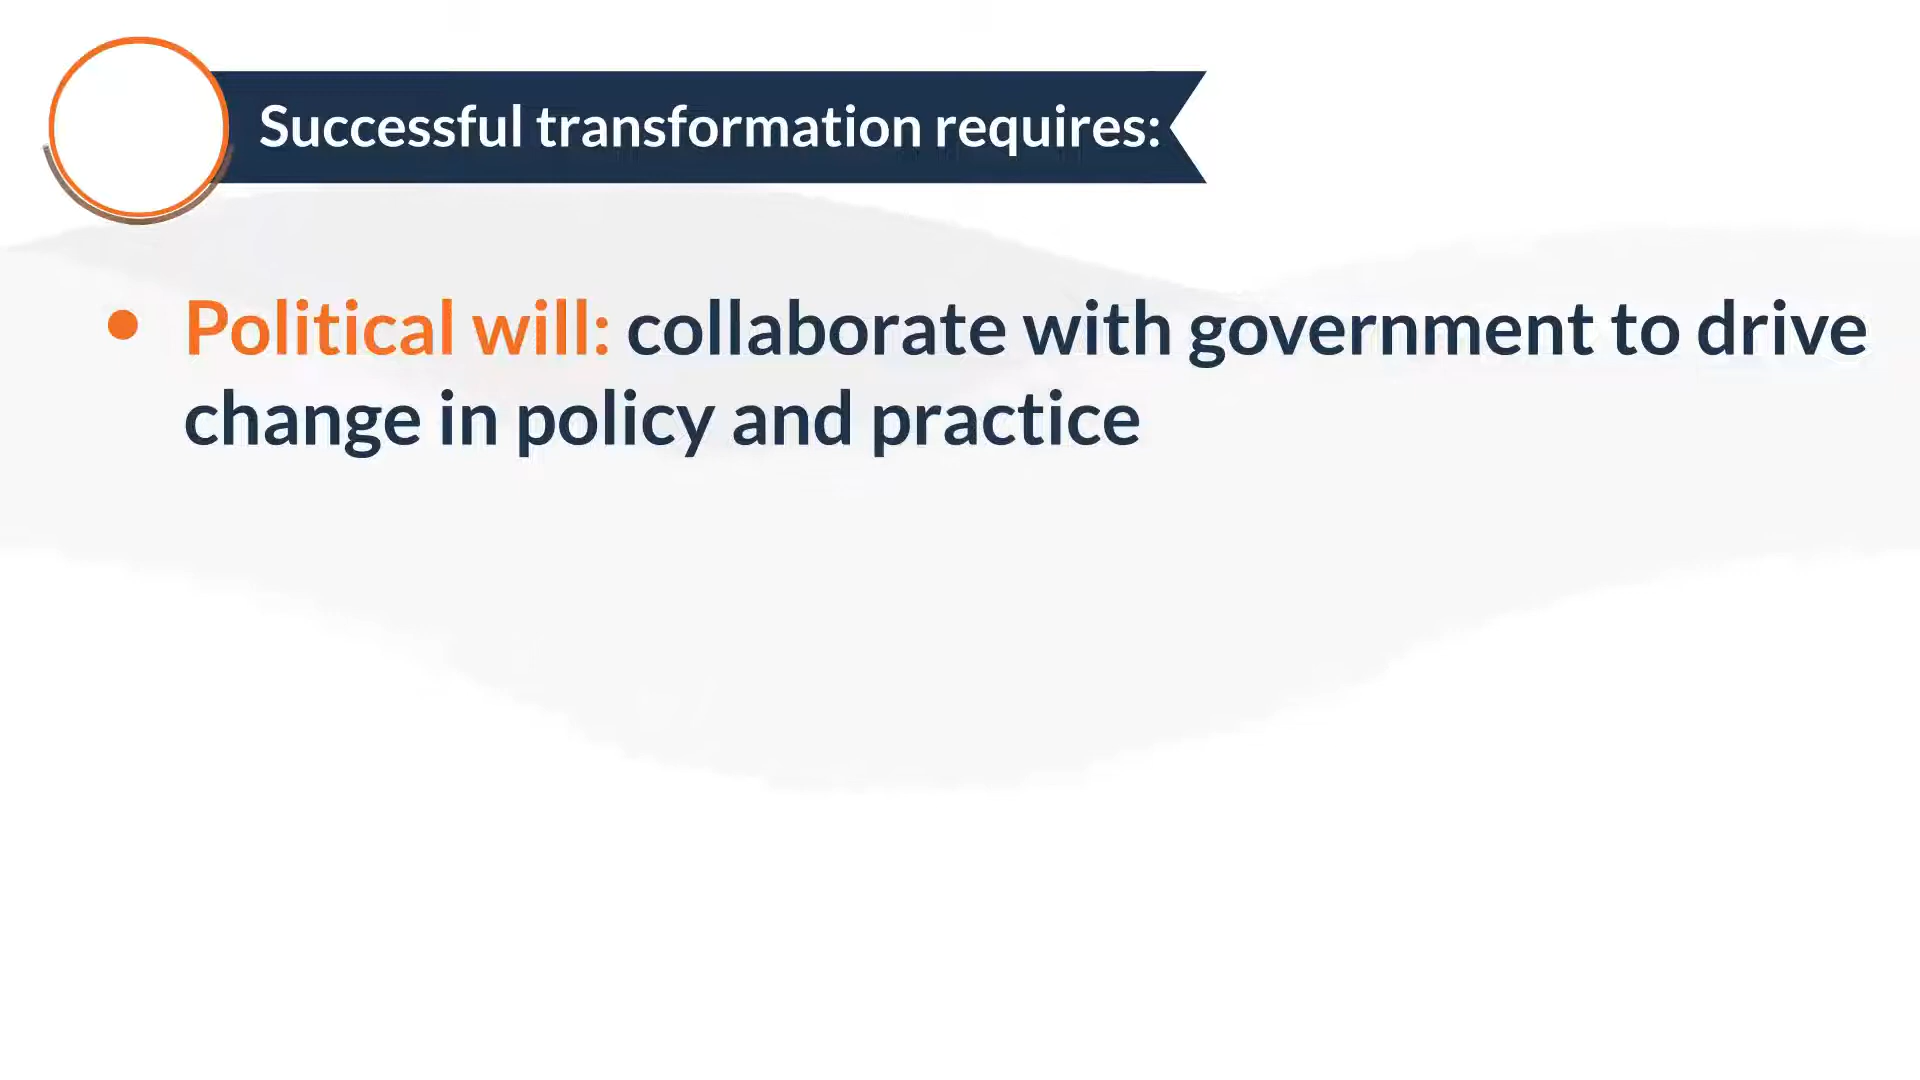 Successful transformation requires:
• Political will: collaborate with government to drive
change in policy and practice